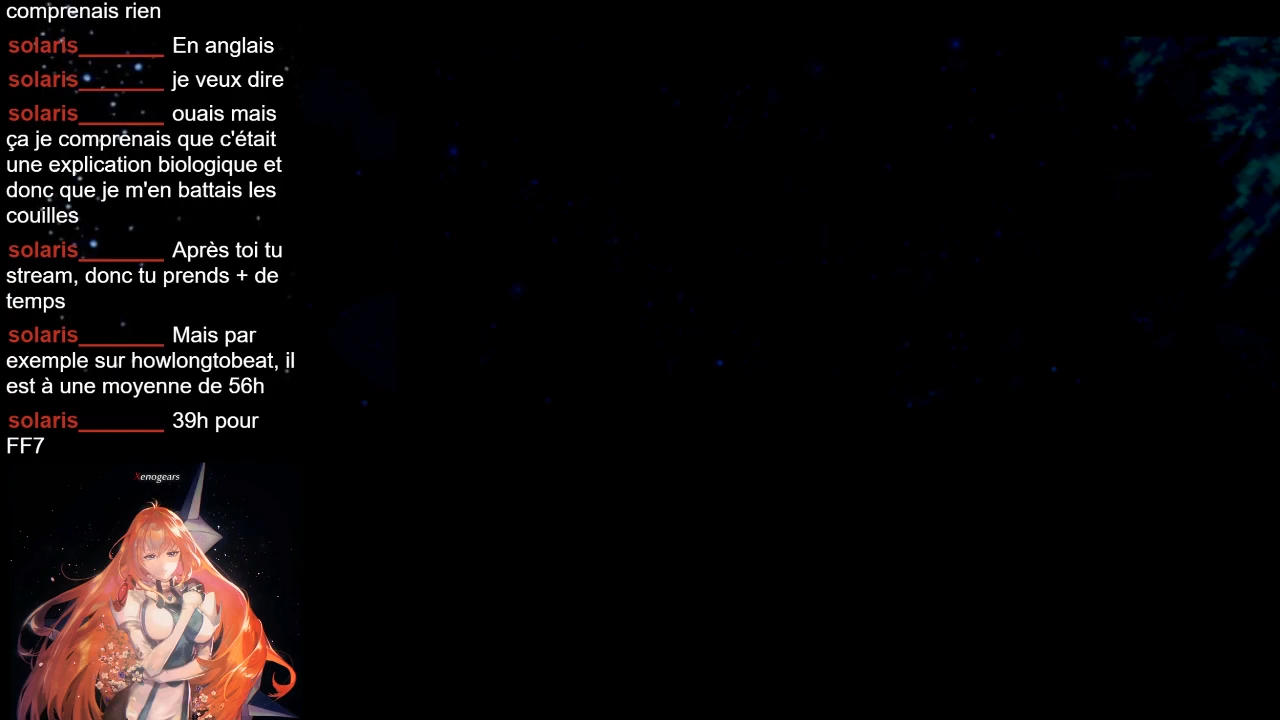 comprenais rien
solaris________ En anglais
solaris________ je veux dire
solaris________ ouais mais
ça je comprenais que c'était
une explication biologique et
donc que je m'en battais les
couilles
solaris________ Après toi tu
stream, donc tu prends + de
temps
solaris________ Mais par
exemple sur howlongtobeat, il
est à une moyenne de 56h
solaris________ 39h pour
FF7
Xenogears